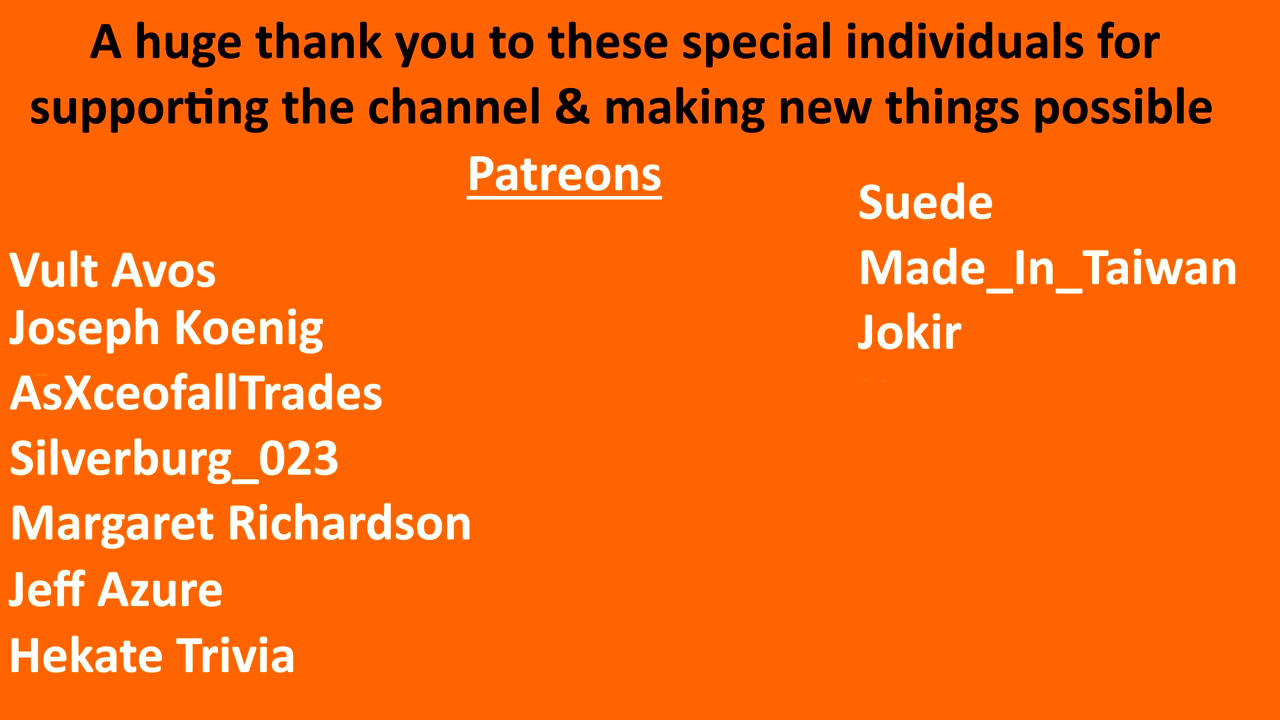 A huge thank you to these special individuals for
supporting the channel & making new things possible
Patreons
Vult Avos
Joseph Koenig
AsXceofallTrades
Silverburg_023
Margaret Richardson
Jeff Azure
Hekate Trivia
Suede
Made_In_Taiwan
Jokir